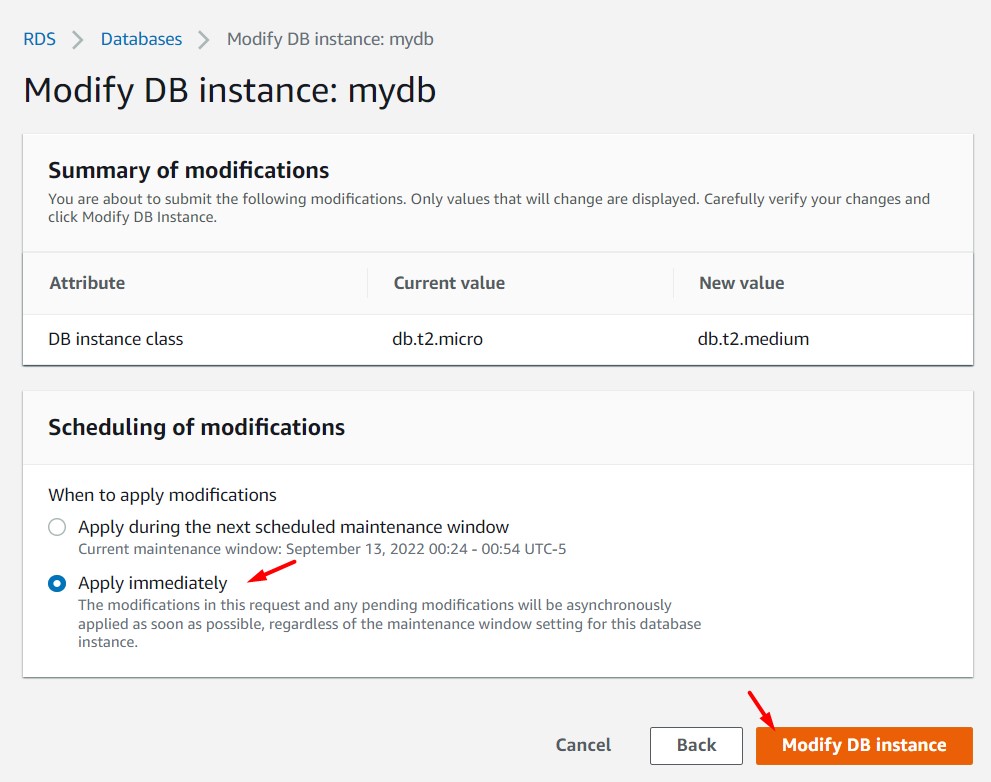 RDS > Databases > Modify DB instance: mydb
Modify DB instance: mydb
Summary of modifications
You are about to submit the following modifications. Only values that will change are displayed. Carefully verify your changes and
click Modify DB Instance.
Attribute Current value New value
DB instance class db.t2.micro db.t2.medium
Scheduling of modifications
When to apply modifications
Apply during the next scheduled maintenance window
Current maintenance window: September 13, 2022 00:24 - 00:54 UTC-5
Apply immediately
The modifications in this request and any pending modifications will be asynchronously
applied as soon as possible, regardless of the maintenance window setting for this database
instance.
Cancel Back Modify DB instance